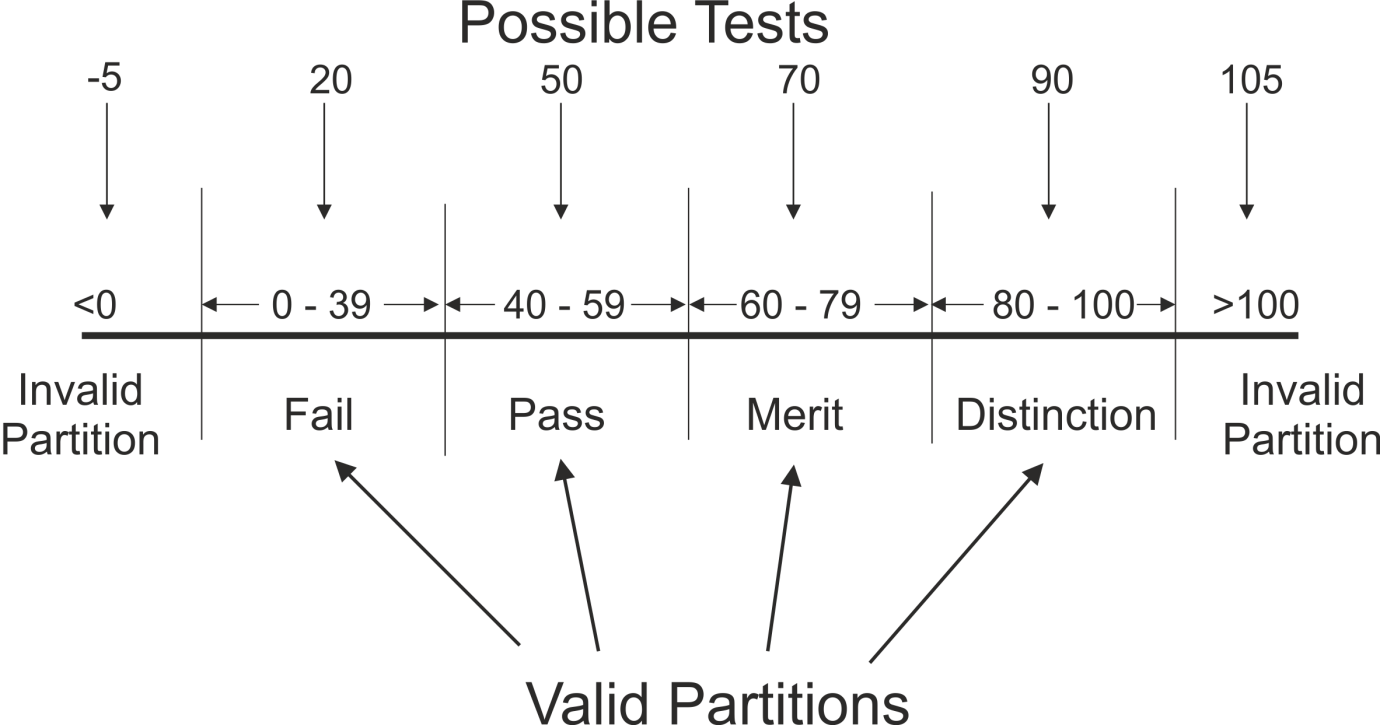 Possible Tests
-5 20 50 70 90 105
<0 0 - 39 40 - 59 60 - 79 80 - 100 >100
Invalid Partition Fail Pass Merit Distinction Invalid Partition
Valid Partitions